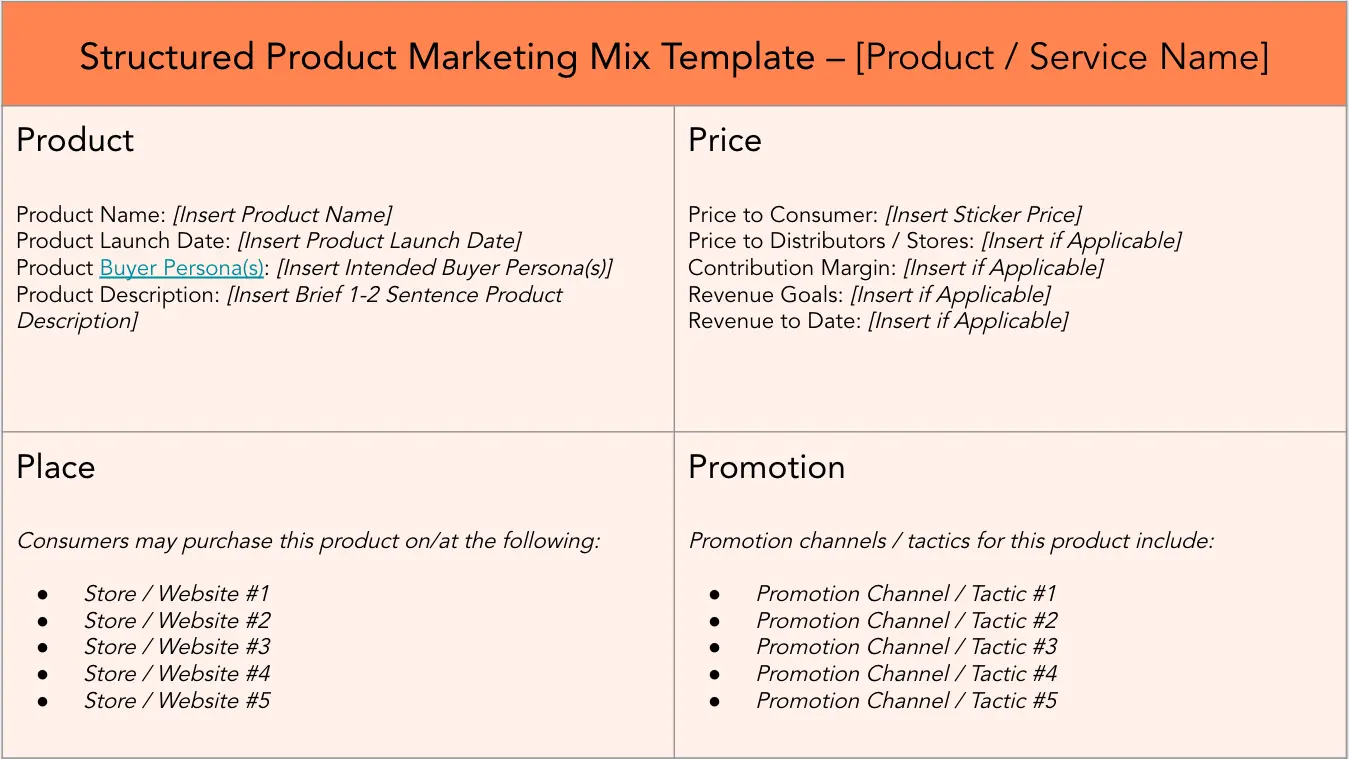 Structured Product Marketing Mix Template – [Product / Service Name]
Product
Product Name: [Insert Product Name]
Product Launch Date: [Insert Product Launch Date]
Product Buyer Persona(s): [Insert Intended Buyer Persona(s)]
Product Description: [Insert Brief 1-2 Sentence Product
Description]
Price
Price to Consumer: [Insert Sticker Price]
Price to Distributors / Stores: [Insert if Applicable]
Contribution Margin: [Insert if Applicable]
Revenue Goals: [Insert if Applicable]
Revenue to Date: [Insert if Applicable]
Place
Consumers may purchase this product on/at the following:
● Store / Website #1
● Store / Website #2
● Store / Website #3
● Store / Website #4
● Store / Website #5
Promotion
Promotion channels / tactics for this product include:
● Promotion Channel / Tactic #1
● Promotion Channel / Tactic #2
● Promotion Channel / Tactic #3
● Promotion Channel / Tactic #4
● Promotion Channel / Tactic #5